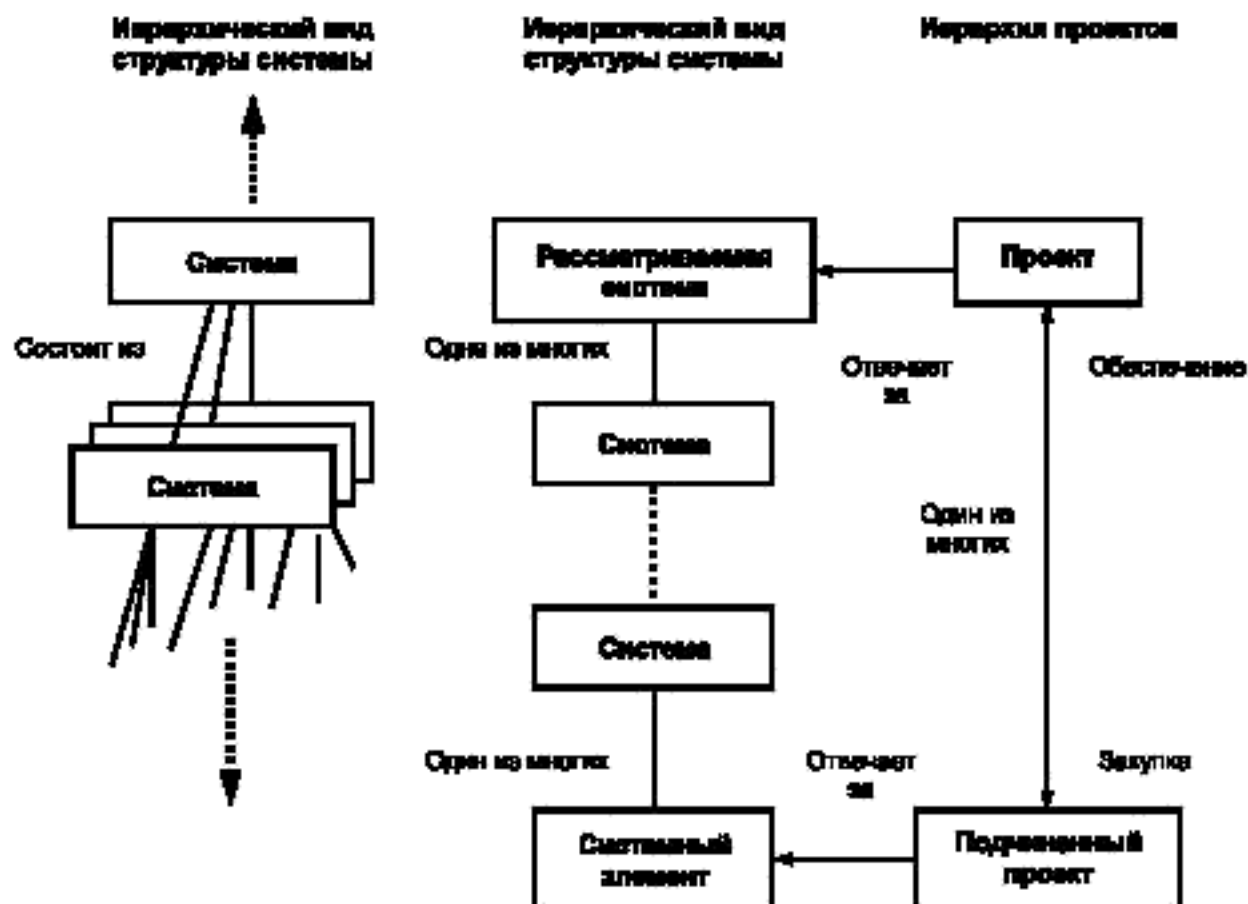 Иерархический вид
структуры системы
Иерархический вид
структуры системы
Иерархия проектов
Система
Рассматриваемая
система
Проект
Состоит из
Одна из многих
Отвечает
за
Обеспечение
Система
Система
Один из
многих
Система
Один из многих
Отвечает
за
Закупка
Системный
элемент
Подчиненный
проект